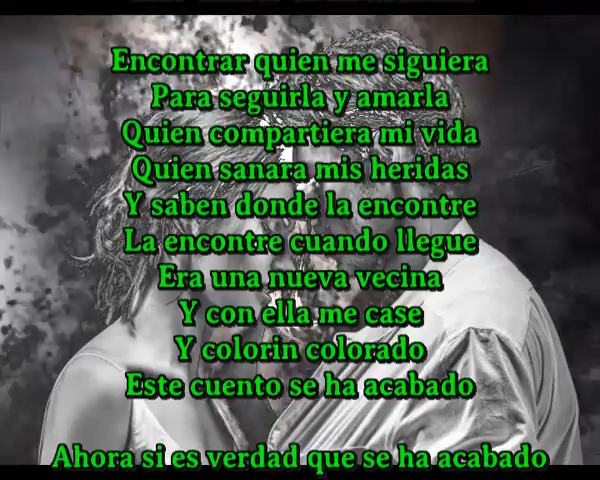 Encontrar quien me siguiera
Para seguirla y amarla
Quien compartiera mi vida
Quien sanara mis heridas
Y saben donde la encontre
La encontre cuando llegue
Era una nueva vecina
Y con ella me case
Y colorin colorado
Este cuento se ha acabado
Ahora si es verdad que se ha acabado